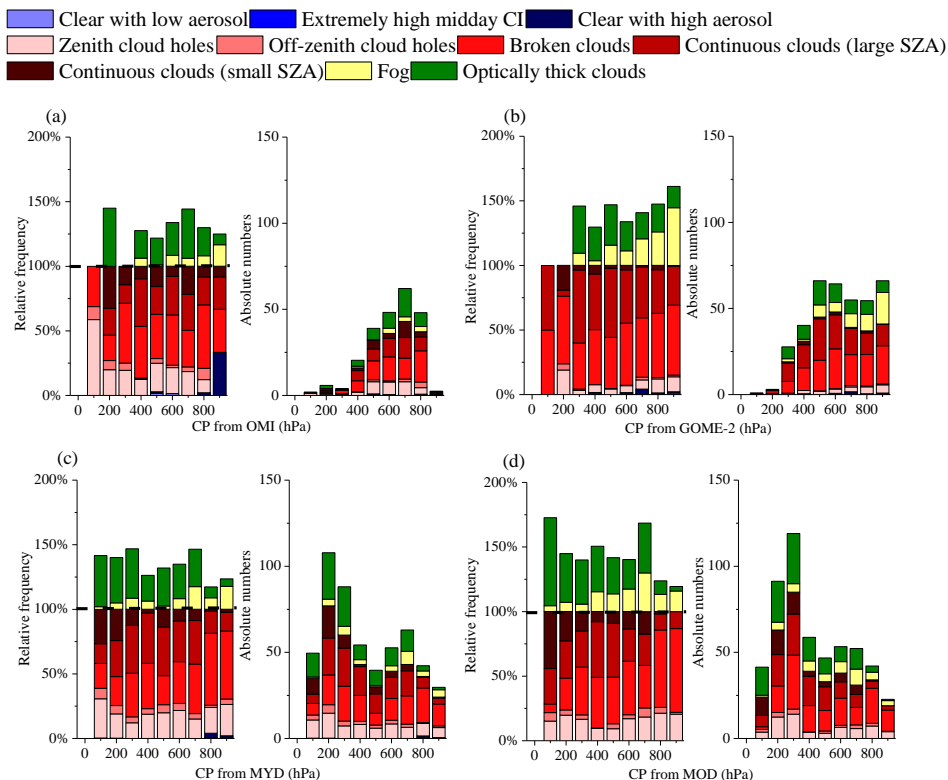 Clear with low aerosol Extremely high midday CI Clear with high aerosol
Zenith cloud holes Off-zenith cloud holes Broken clouds Continuous clouds (large SZA)
Continuous clouds (small SZA) Fog Optically thick clouds
(a)
200%
150%
100%
50%
0%
Relative frequency
200 400 600 800
150
100
50
0
Absolute numbers
0 200 400 600 800
CP from OMI (hPa)
(b)
200%
150%
100%
50%
0%
Relative frequency
0 200 400 600 800
150
100
50
0
Absolute numbers
0 200 400 600 800
CP from GOME-2 (hPa)
(c)
200%
150%
100%
50%
0%
Relative frequency
0 200 400 600 800
150
100
50
0
Absolute numbers
0 200 400 600 800
CP from MYD (hPa)
(d)
200%
150%
100%
50%
0%
Relative frequency
0 200 400 600 800
150
100
50
0
Absolute numbers
0 200 400 600 800
CP from MOD (hPa)